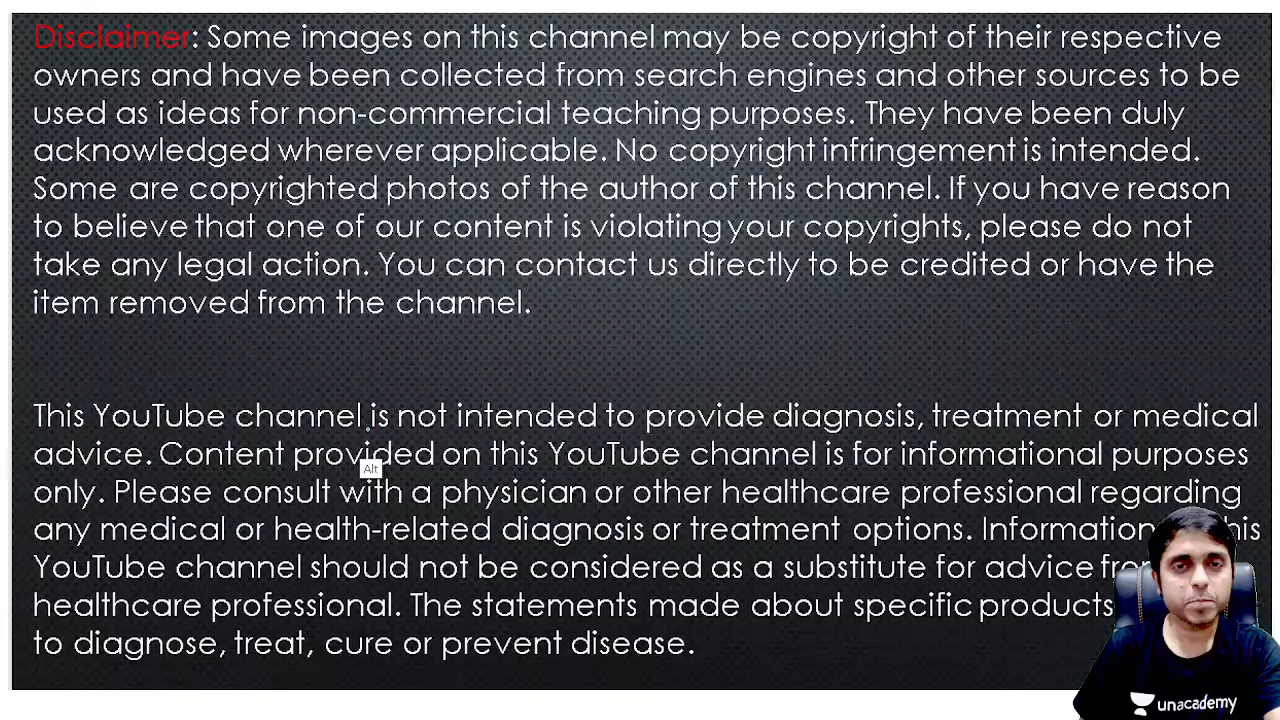 Disclaimer: Some images on this channel may be copyright of their respective
owners and have been collected from search engines and other sources to be
used as ideas for non-commercial teaching purposes. They have been duly
acknowledged wherever applicable. No copyright infringement is intended.
Some are copyrighted photos of the author of this channel. If you have reason
to believe that one of our content is violating your copyrights, please do not
take any legal action. You can contact us directly to be credited or have the
item removed from the channel.
This YouTube channel is not intended to provide diagnosis, treatment or medical
advice. Content provided on this YouTube channel is for informational purposes
Alt
only. Please consult with a physician or other healthcare professional regarding
any medical or health-related diagnosis or treatment options. Information
YouTube channel should not be considered as a substitute for advice
healthcare professional. The statements made about specific products
to diagnose, treat, cure or prevent disease.
unacademy